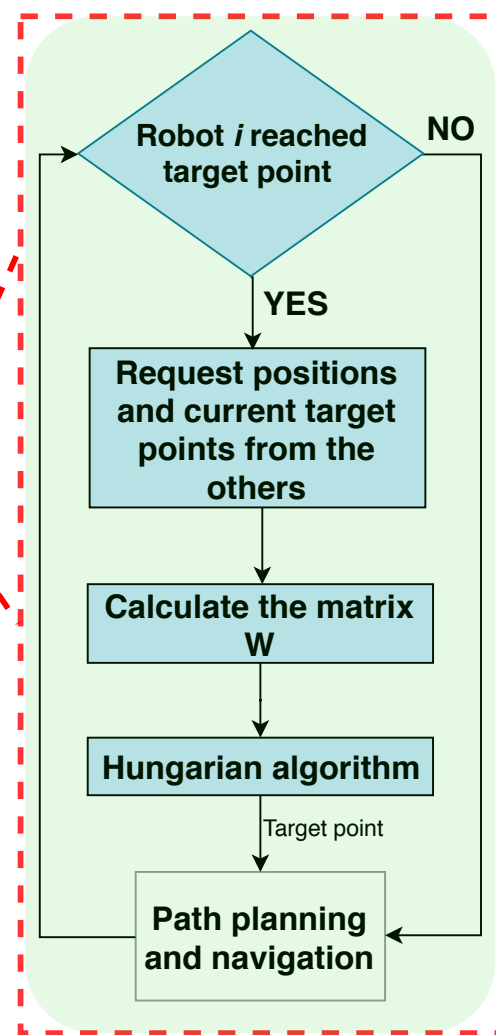 Robot i reached
target point
NO
YES
Request positions
and current target
points from the
others
Calculate the matrix
W
Hungarian algorithm
Target point
Path planning
and navigation